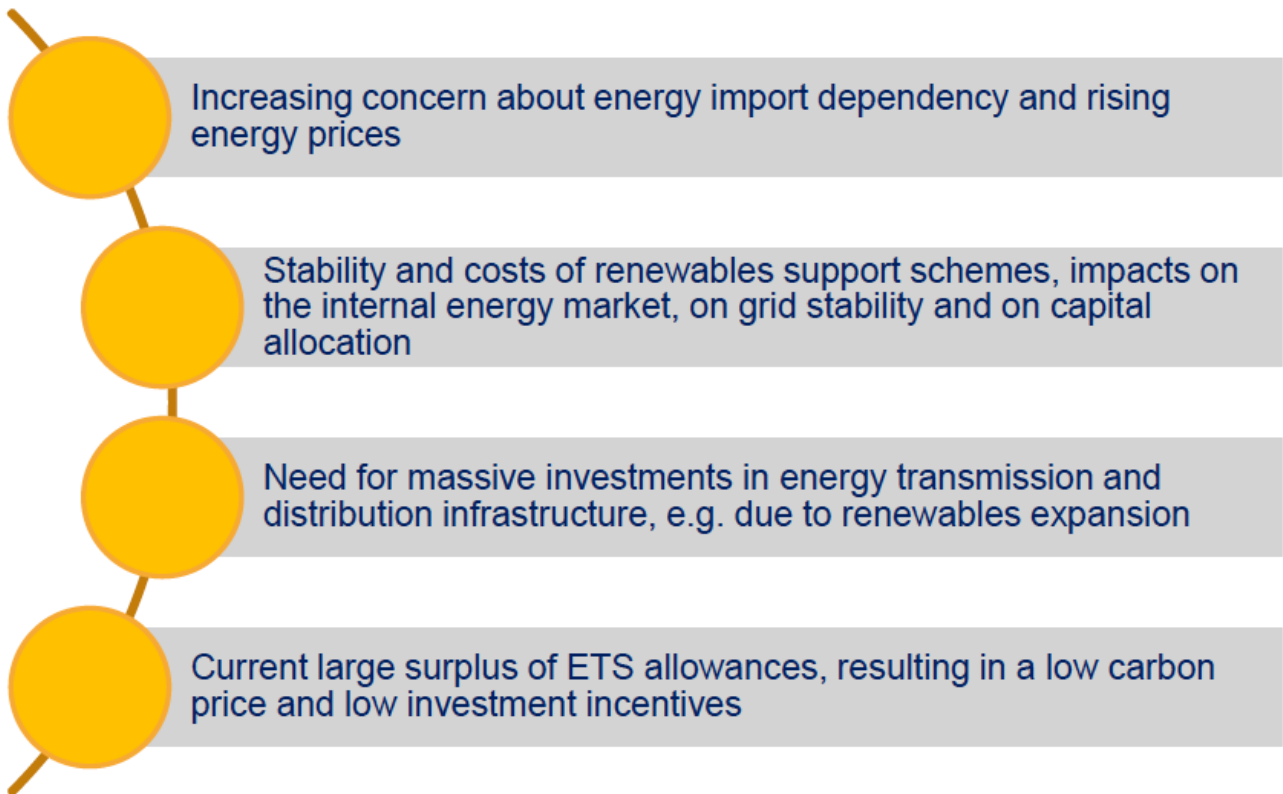 Increasing concern about energy import dependency and rising
energy prices
Stability and costs of renewables support schemes, impacts on
the internal energy market, on grid stability and on capital
allocation
Need for massive investments in energy transmission and
distribution infrastructure, e.g. due to renewables expansion
Current large surplus of ETS allowances, resulting in a low carbon
price and low investment incentives